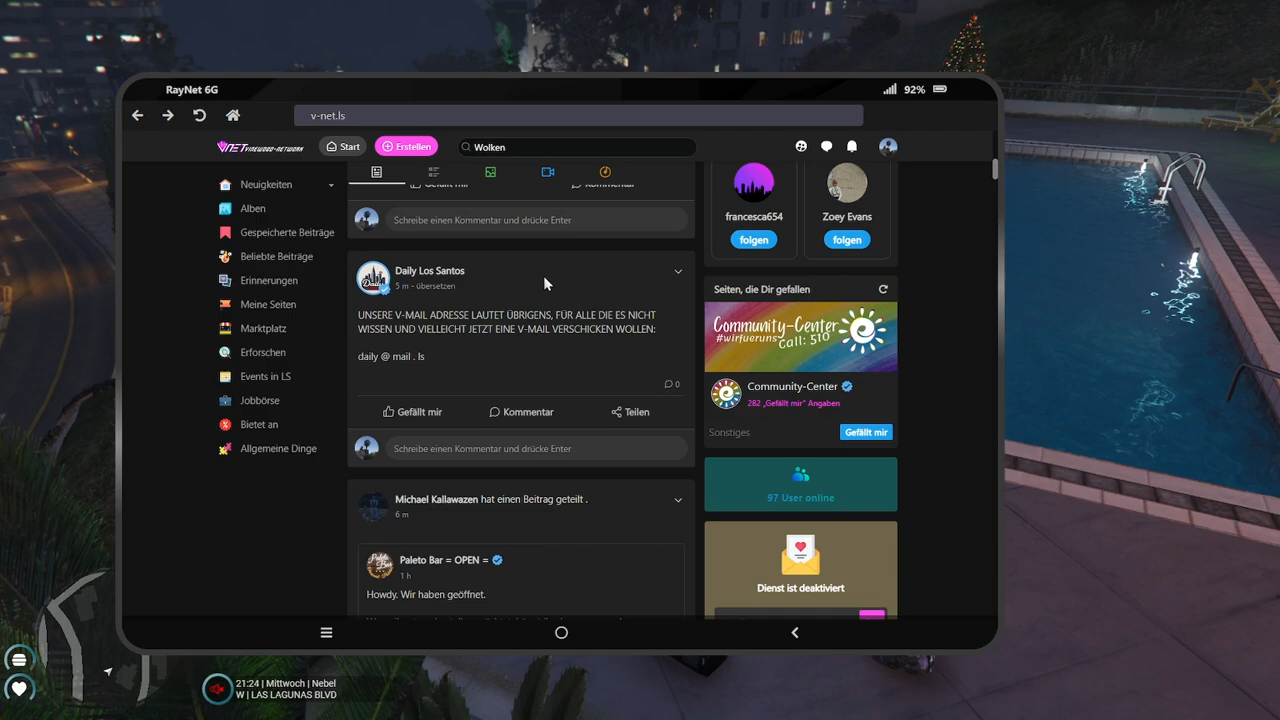 RayNet 6G
92%
v-net.ls
VNET VINEWOOD-NETWORK
Start
Erstellen
Wolken
Neuigkeiten
Alben
Gespeicherte Beiträge
Beliebte Beiträge
Erinnerungen
Meine Seiten
Marktplatz
Erforschen
Events in LS
Jobbörse
Bietet an
Allgemeine Dinge
Gefällt mir
Kommentar
Schreibe einen Kommentar und drücke Enter
Daily Los Santos
5 m - übersetzen
UNSERE V-MAIL ADRESSE LAUTET ÜBRIGENS, FÜR ALLE DIE ES NICHT
WISSEN UND VIELLEICHT JETZT EINE V-MAIL VERSCHICKEN WOLLEN:
daily @ mail . ls
0
Gefällt mir
Kommentar
Teilen
Schreibe einen Kommentar und drücke Enter
Michael Kallawazen hat einen Beitrag geteilt .
6 m
Paleto Bar = OPEN =
1 h
Howdy. Wir haben geöffnet.
francesca654
folgen
Zoey Evans
folgen
Seiten, die Dir gefallen
Community-Center
#wirfueruns
Call: 510
Community-Center
282 „Gefällt mir" Angaben
Sonstiges
Gefällt mir
97 User online
Dienst ist deaktiviert
21:24 | Mittwoch | Nebel
W | LAS LAGUNAS BLVD